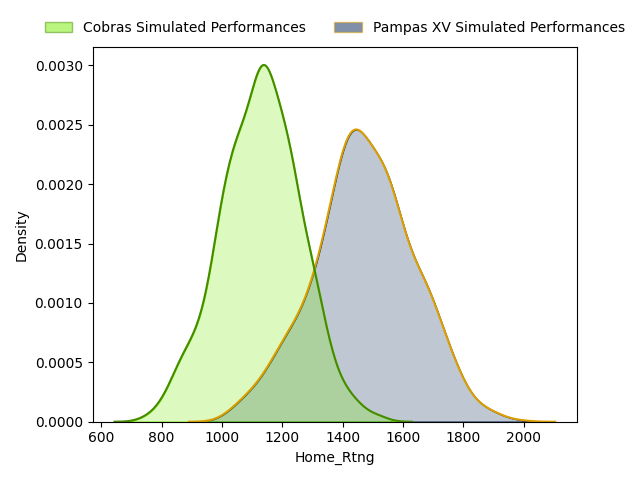 Cobras Simulated Performances Pampas XV Simulated Performances
0.0030
0.0025
0.0020
0.0015
0.0010
0.0005
0.0000
Density
600 800 1000 1200 1400 1600 1800 2000
Home_Rtng